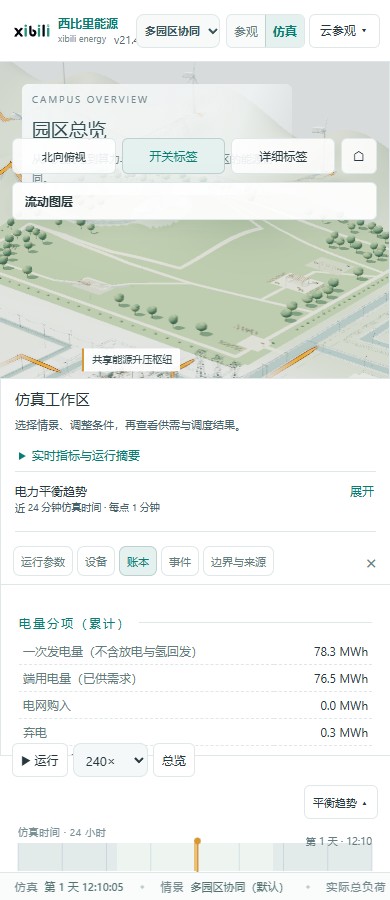 xibili 西比里能源
xibili energy v21.4
多园区协同 参观 仿真 云参观
CAMPUS OVERVIEW
园区总览
北向俯视 开关标签 详细标签
同。
流动图层
共享能源升压枢纽
仿真工作区
选择情景、调整条件，再查看供需与调度结果。
▶ 实时指标与运行摘要
电力平衡趋势 展开
近 24 分钟仿真时间 · 每点 1 分钟
运行参数 设备 账本 事件 边界与来源 ×
电量分项（累计）
一次发电量（不含放电与氢回发） 78.3 MWh
端用电量（已供需求） 76.5 MWh
电网购入 0.0 MWh
弃电 0.3 MWh
▶ 运行 240× 总览
平衡趋势 ▲
仿真时间 · 24 小时
第 1 天 · 12:10
仿真 第 1 天 12:10:05 • 情景 多园区协同（默认） • 实际总负荷